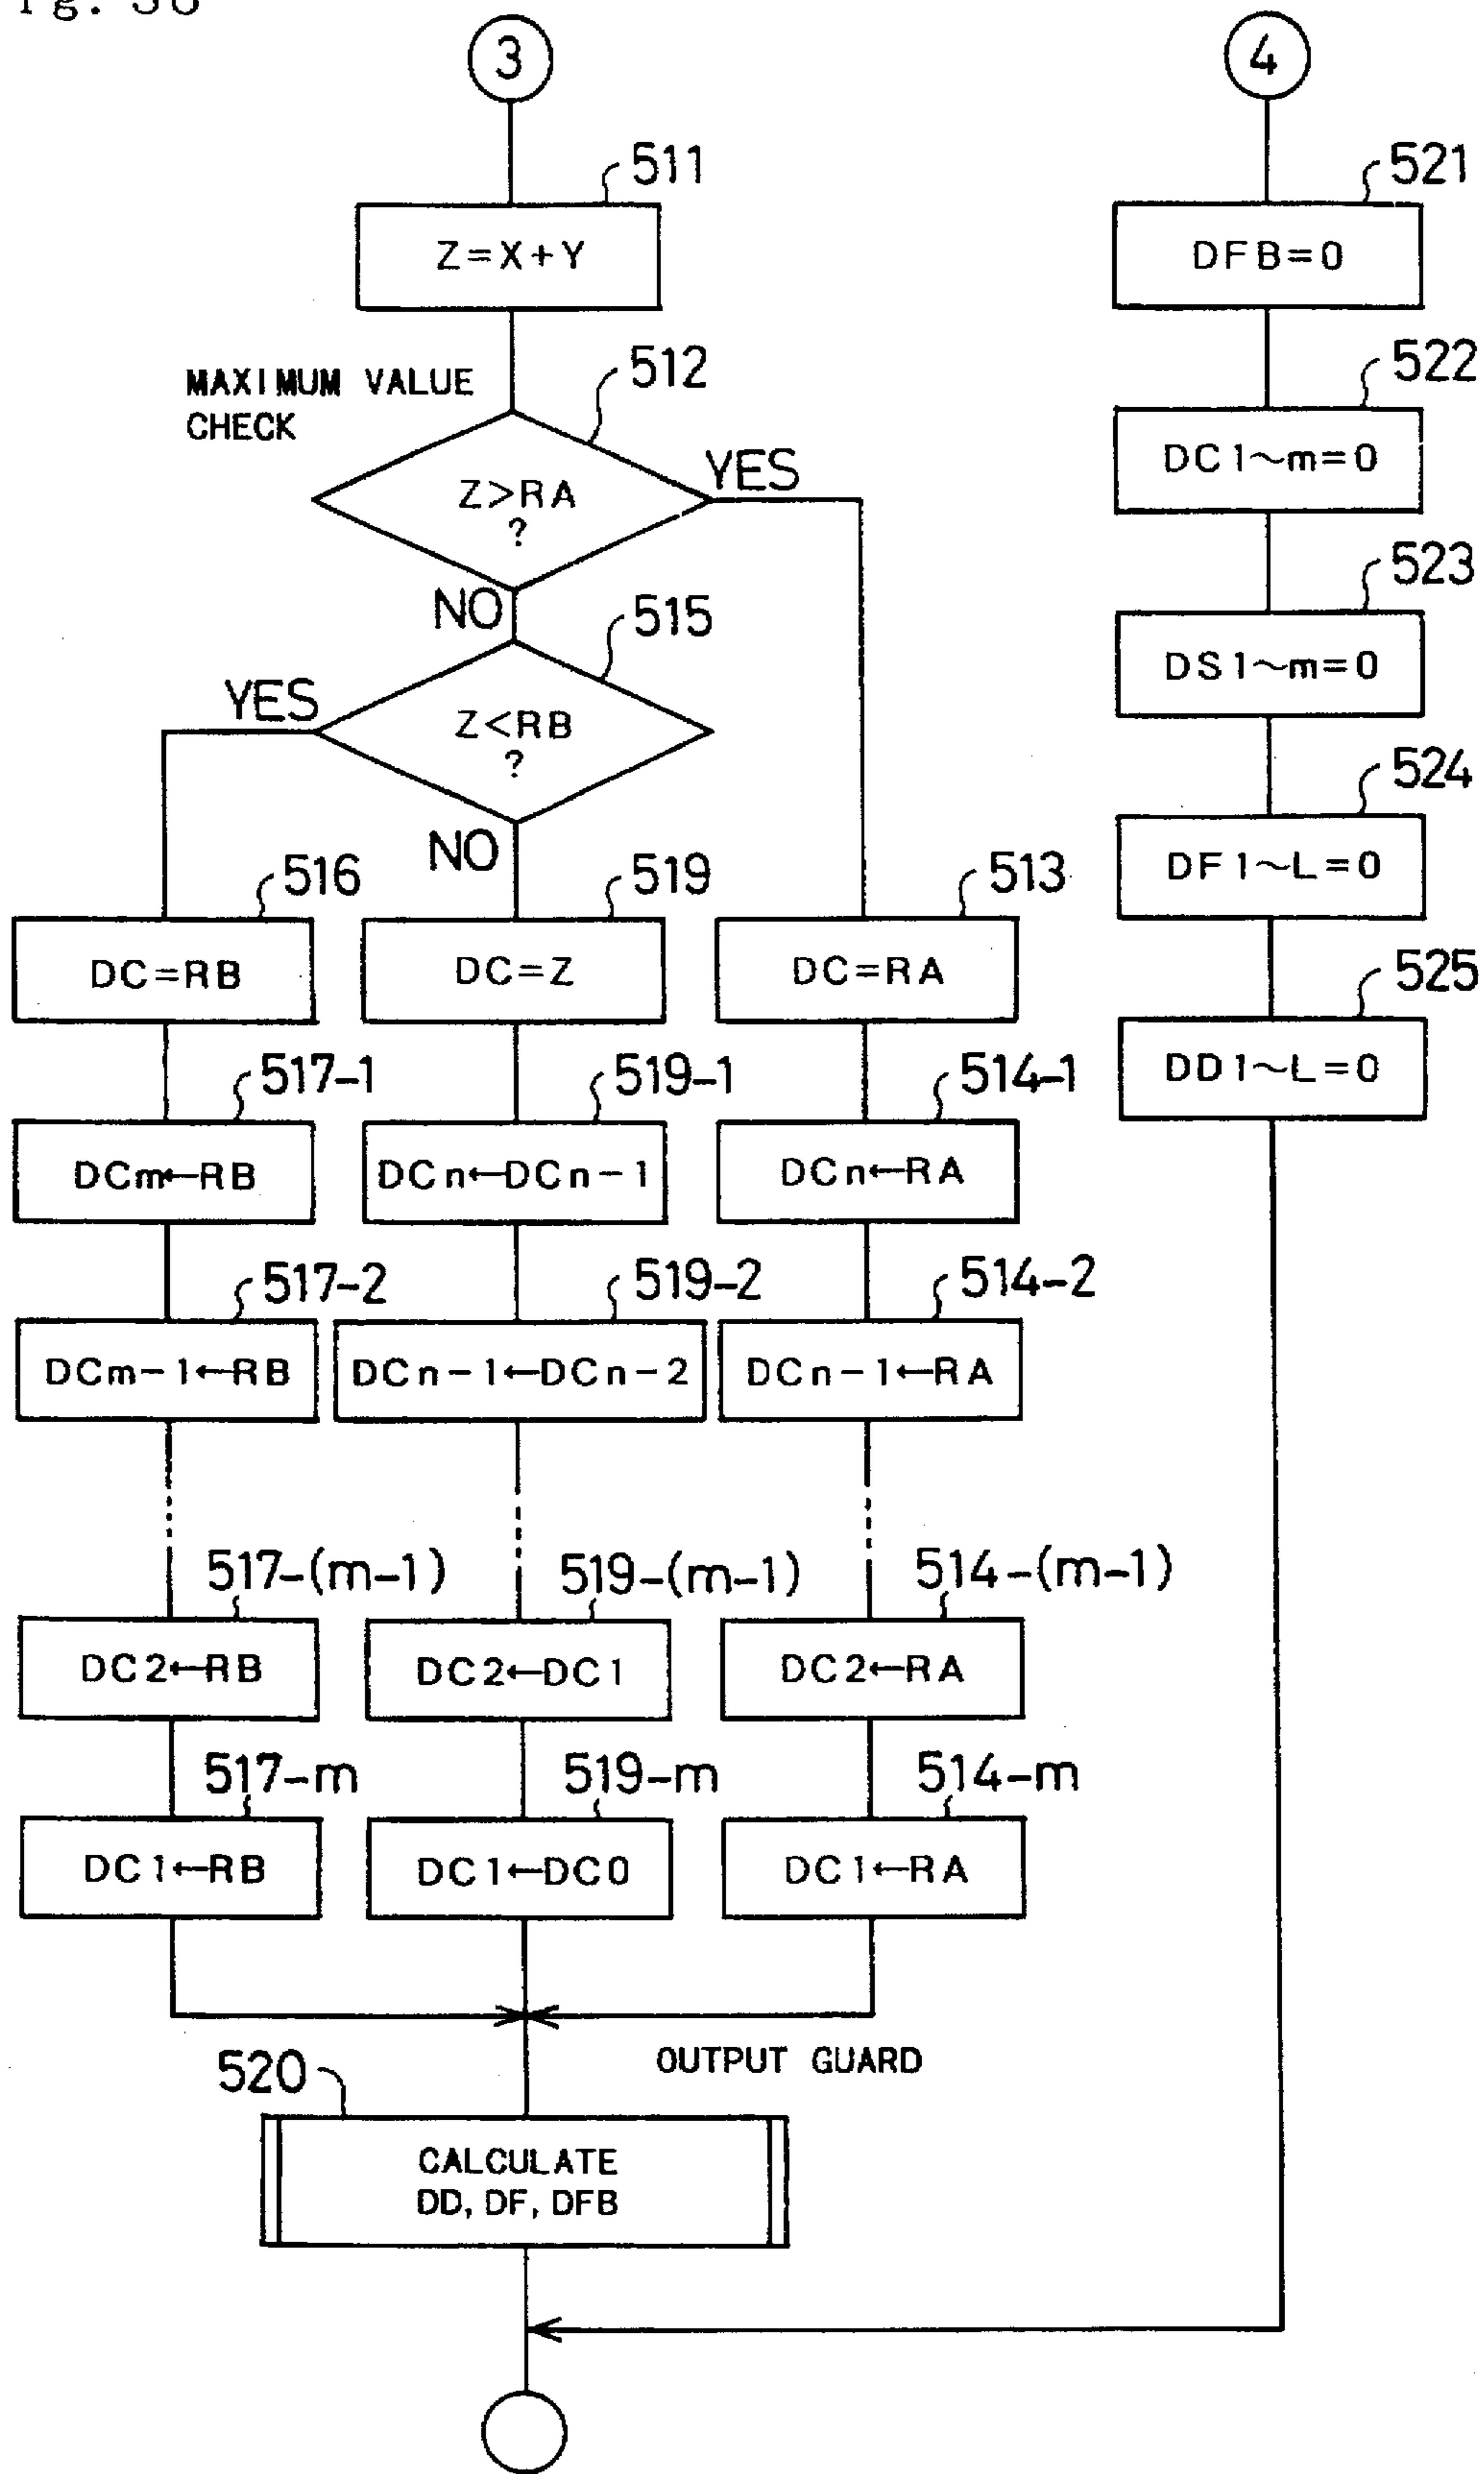 3
4
511
Z=X+Y
521
DFB=0
MAXIMUM VALUE
CHECK
512
Z>RA
?
YES
NO
522
DC1~m=0
515
Z<RB
?
YES
NO
523
DS1~m=0
524
DF1~L=0
525
DD1~L=0
516
DC=RB
519
DC=Z
513
DC=RA
517-1
DCm←RB
519-1
DCn←DCn-1
514-1
DCn←RA
517-2
DCm-1←RB
519-2
DCn-1←DCn-2
514-2
DCn-1←RA
517-(m-1)
DC2←RB
519-(m-1)
DC2←DC1
514-(m-1)
DC2←RA
517-m
DC1←RB
519-m
DC1←DC0
514-m
DC1←RA
OUTPUT GUARD
520
CALCULATE
DD, DF, DFB